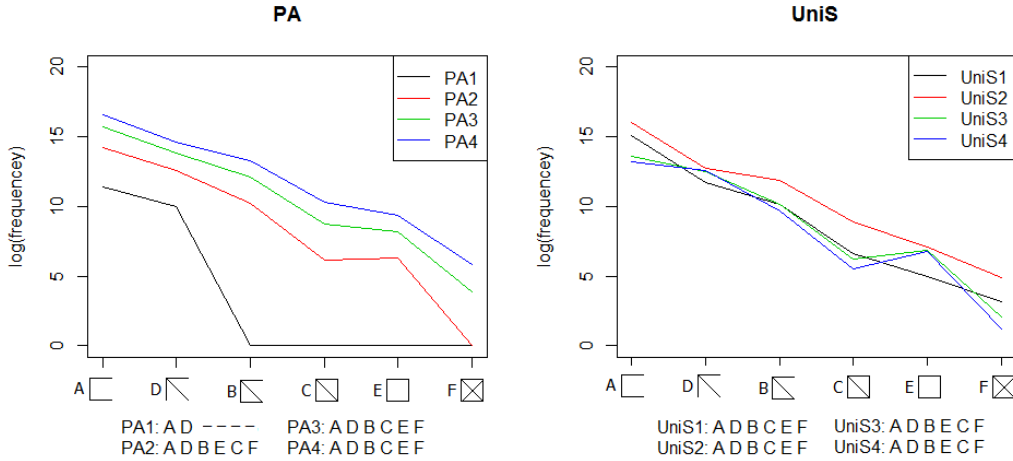 PA
log(frequencey)
20
15
10
5
0
PA1
PA2
PA3
PA4
A D B C E F
PA1: A D - - - -
PA2: A D B E C F
PA3: A D B C E F
PA4: A D B C E F
UniS
log(frequencey)
20
15
10
5
0
UniS1
UniS2
UniS3
UniS4
A D B C E F
UniS1: A D B C E F
UniS2: A D B C E F
UniS3: A D B E C F
UniS4: A D B E C F